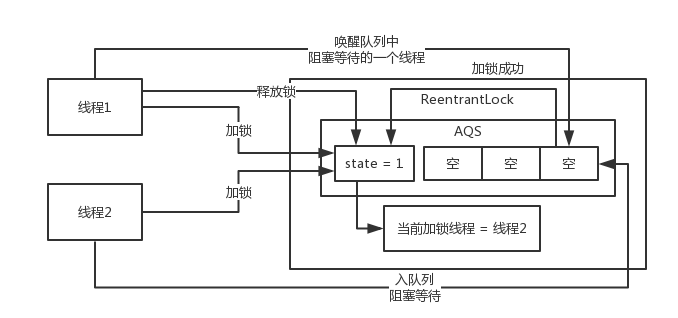 唤醒队列中
阻塞等待的一个线程
加锁成功
线程1
释放锁
ReentrantLock
加锁
AQS
state = 1
空
空
空
加锁
线程2
当前加锁线程 = 线程2
入队列
阻塞等待